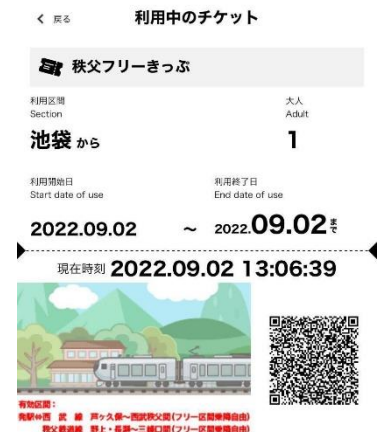 戻る 利用中のチケット
秩父フリーきっぷ
利用区間 大人
Section Adult
池袋 から 1
利用開始日 利用終了日
Start date of use End date of use
2022.09.02 ~ 2022.09.02まで
現在時刻 2022.09.02 13:06:39
有効区間:
発駅⇔西 武 線 芦ヶ久保~西武秩父間(フリー区間乗降自由)
秩父鉄道線 野上・長瀞~三峰口間(フリー区間乗降自由)